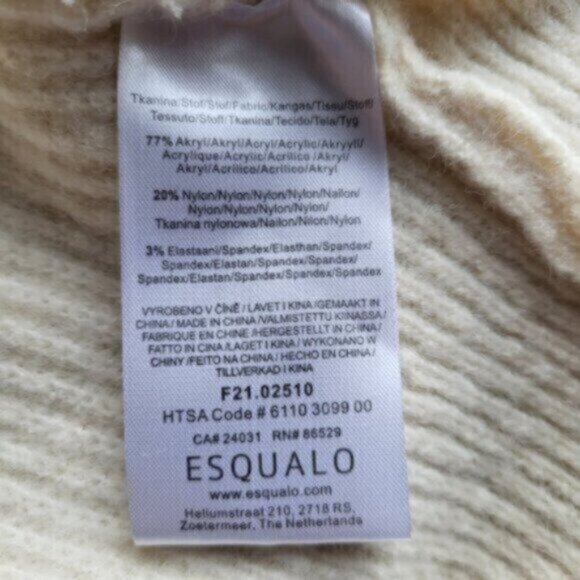 Tkanina/Stof/Stof/Fabric/Kangas/Tissu/Stoff/
Tessuto/Stoff/Tkanina/Tecido/Tela/Tyg
77% Akryl/Akryl/Acryl/Acrylic/Akryyli/
Acrylique/Acrylic/Acrilico /Akryl/
Akryl/Acrilico/Acrilico/Akryl
20% Nylon/Nylon/Nylon/Nylon/Nailon/
Nylon/Nylon/Nylon/Nylon/
Tkanina nylonowa/Nailon/Nilon/Nylon
3% Elastaani/Spandex/Elasthan/Spandex/
Spandex/Elastan/Spandex/Spandex/
Spandex/Elastan/Spandex/Spandex/Spandex
VYROBENO V ČÍNĚ / LAVET I KINA /GEMAAKT IN
CHINA / MADE IN CHINA /VALMISTETTU KIINASSA/
FABRIQUE EN CHINE /HERGESTELLT IN CHINA/
FATTO IN CINA /LAGET I KINA / WYKONANO W
CHINY /FEITO NA CHINA / HECHO EN CHINA /
TILLVERKAD I KINA
F21.02510
HTSA Code # 6110 3099 00
CA# 24031 RN# 86529
ESQUALO
www.esqualo.com
Heliumstraat 210, 2718 RS,
Zoetermeer, The Netherlands